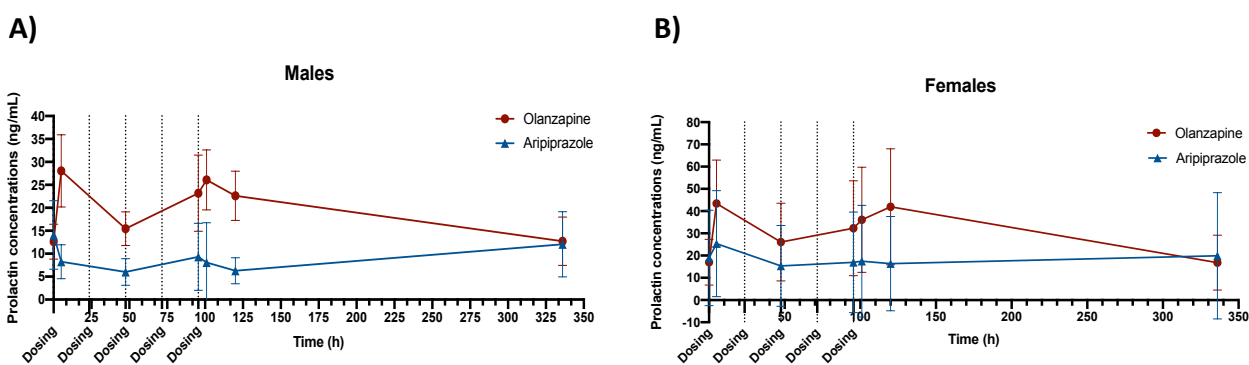 A)
Males
Prolactin concentrations (ng/mL)
40
35
30
25
20
15
10
5
0
Olanzapine
Aripiprazole
25
50
75
100
125
150
175
200
225
250
275
300
325
350
Dosing
Dosing
Dosing
Dosing
Dosing
Time (h)
B)
Females
Prolactin concentrations (ng/mL)
80
70
60
50
40
30
20
10
0
-10
Olanzapine
Aripiprazole
50
100
150
200
250
300
350
Dosing
Dosing
Dosing
Dosing
Dosing
Time (h)